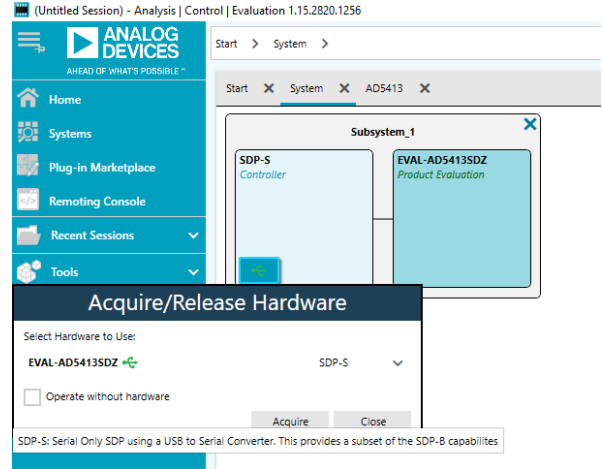 (Untitled Session) - Analysis | Control | Evaluation 1.15.2820.1256
ANALOG
DEVICES
AHEAD OF WHAT'S POSSIBLE™
Start > System >
Home
Systems
Plug-in Marketplace
Remoting Console
Recent Sessions
Tools
Start X System X AD5413 X
Subsystem_1
SDP-S
Controller
EVAL-AD5413SDZ
Product Evaluation
Acquire/Release Hardware
Select Hardware to Use:
EVAL-AD5413SDZ SDP-S
Operate without hardware
Acquire Close
SDP-S: Serial Only SDP using a USB to Serial Converter. This provides a subset of the SDP-B capabilites